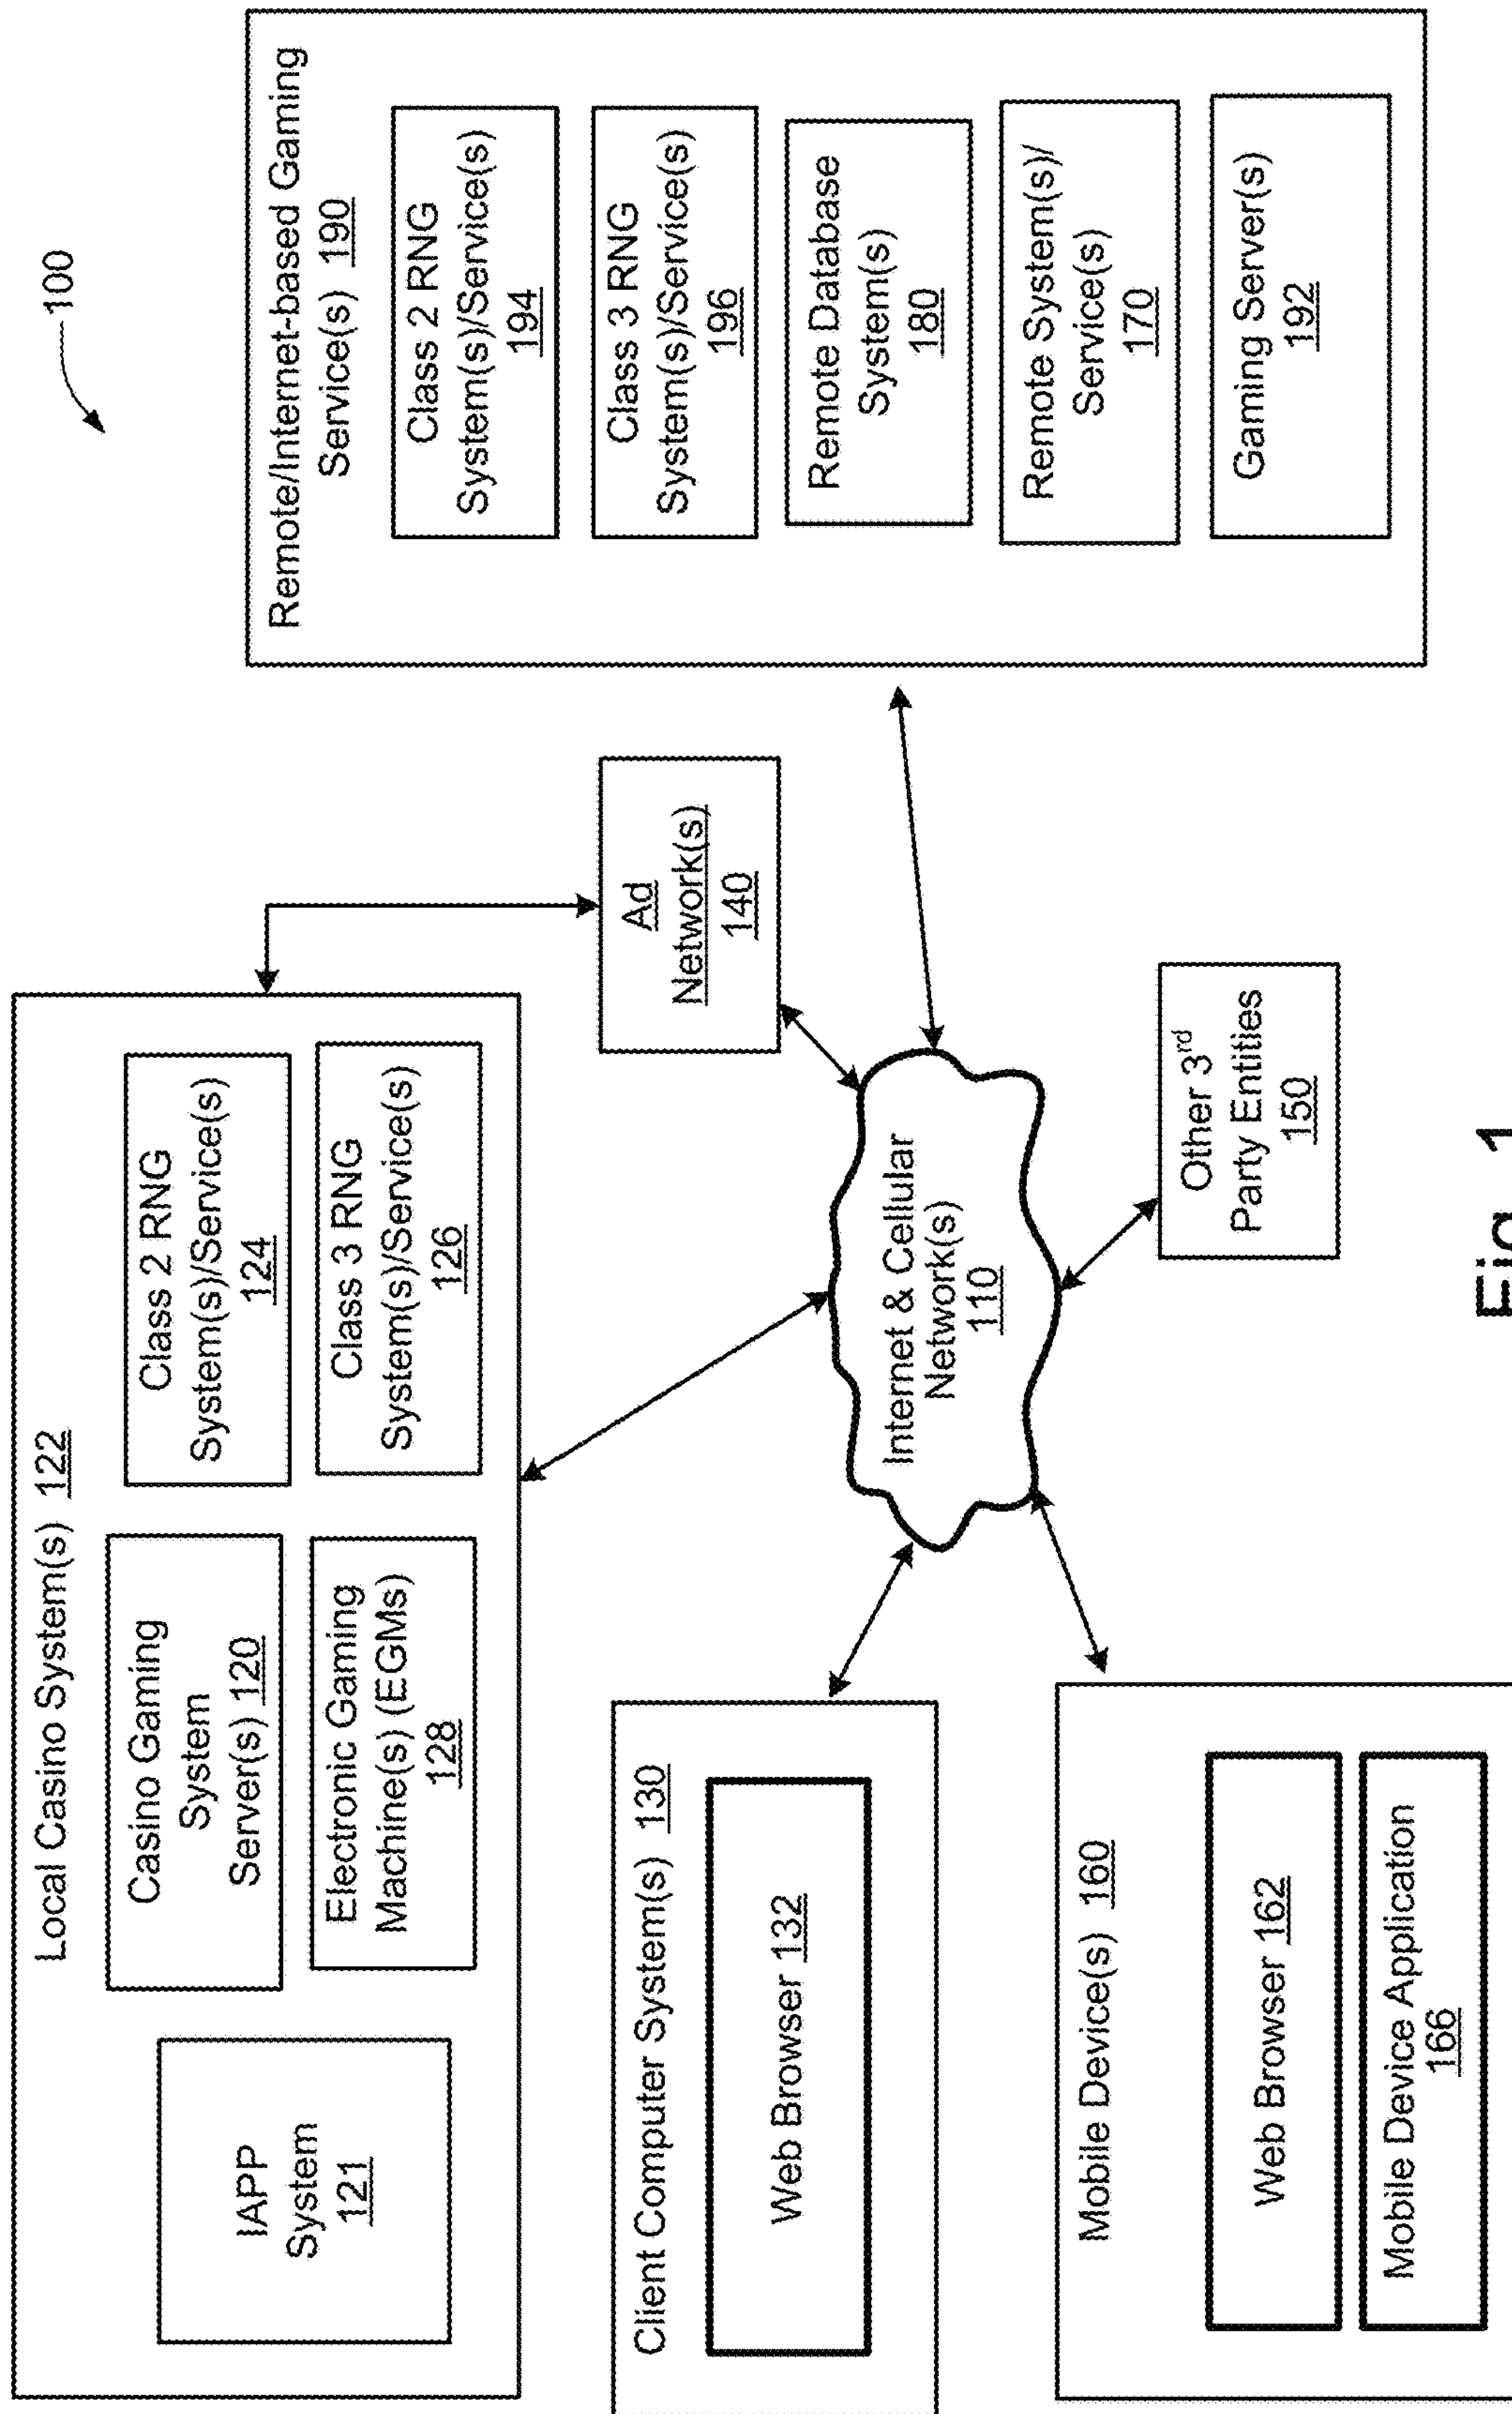 100
Local Casino System(s) 122
IAPP
System
121
Casino Gaming
System
Server(s) 120
Electronic Gaming
Machine(s) (EGMs)
128
Class 2 RNG
System(s)/Service(s)
124
Class 3 RNG
System(s)/Service(s)
126
Ad
Network(s)
140
Remote/Internet-based Gaming
Service(s) 190
Class 2 RNG
System(s)/Service(s)
194
Class 3 RNG
System(s)/Service(s)
196
Remote Database
System(s)
180
Remote System(s)/
Service(s)
170
Gaming Server(s)
192
Client Computer System(s) 130
Web Browser 132
Internet & Cellular
Network(s)
110
Mobile Device(s) 160
Web Browser 162
Mobile Device Application
166
Other 3rd
Party Entities
150
Fig. 1